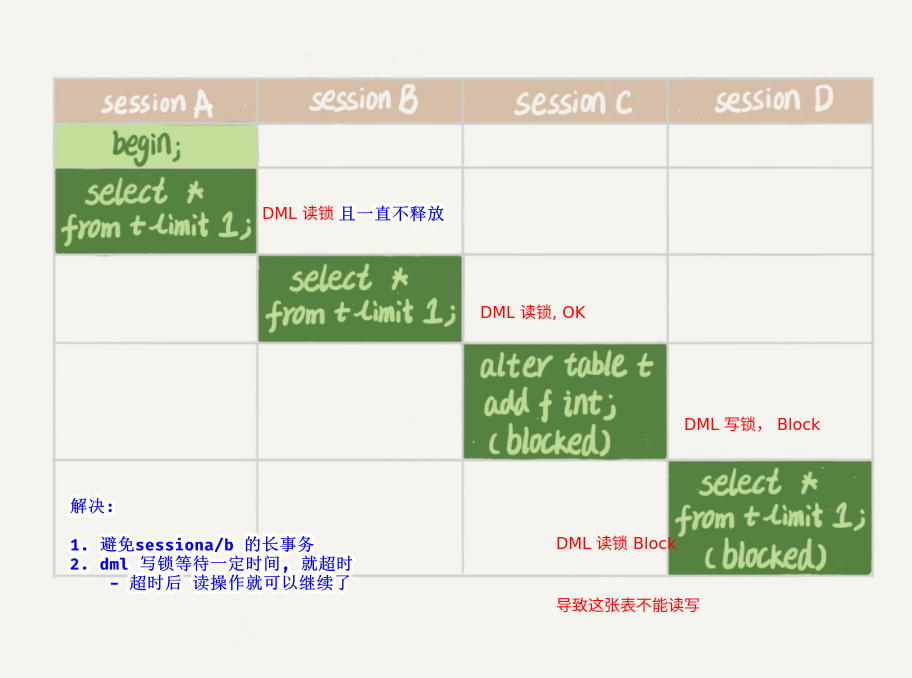 session A session B session C session D
begin;
select *
from t limit 1;
DML 读锁 且一直不释放
select *
from t limit 1;
DML 读锁, OK
alter table t
add f int;
(blocked)
DML 写锁， Block
select *
from t limit 1;
(blocked)
DML 读锁 Block
解决:
1. 避免sessiona/b 的长事务
2. dml 写锁等待一定时间, 就超时
- 超时后 读操作就可以继续了
导致这张表不能读写